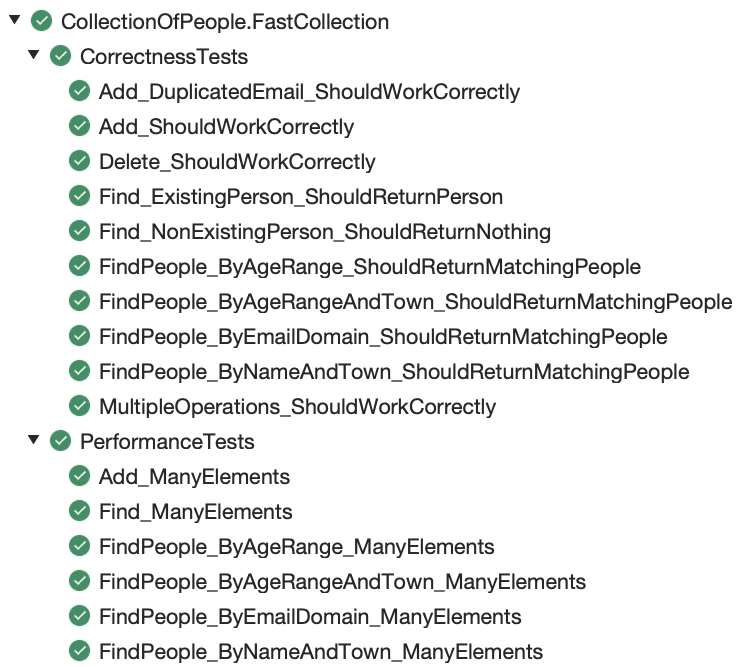 CollectionOfPeople.FastCollection
CorrectnessTests
Add_DuplicatedEmail_ShouldWorkCorrectly
Add_ShouldWorkCorrectly
Delete_ShouldWorkCorrectly
Find_ExistingPerson_ShouldReturnPerson
Find_NonExistingPerson_ShouldReturnNothing
FindPeople_ByAgeRange_ShouldReturnMatchingPeople
FindPeople_ByAgeRangeAndTown_ShouldReturnMatchingPeople
FindPeople_ByEmailDomain_ShouldReturnMatchingPeople
FindPeople_ByNameAndTown_ShouldReturnMatchingPeople
MultipleOperations_ShouldWorkCorrectly
PerformanceTests
Add_ManyElements
Find_ManyElements
FindPeople_ByAgeRange_ManyElements
FindPeople_ByAgeRangeAndTown_ManyElements
FindPeople_ByEmailDomain_ManyElements
FindPeople_ByNameAndTown_ManyElements